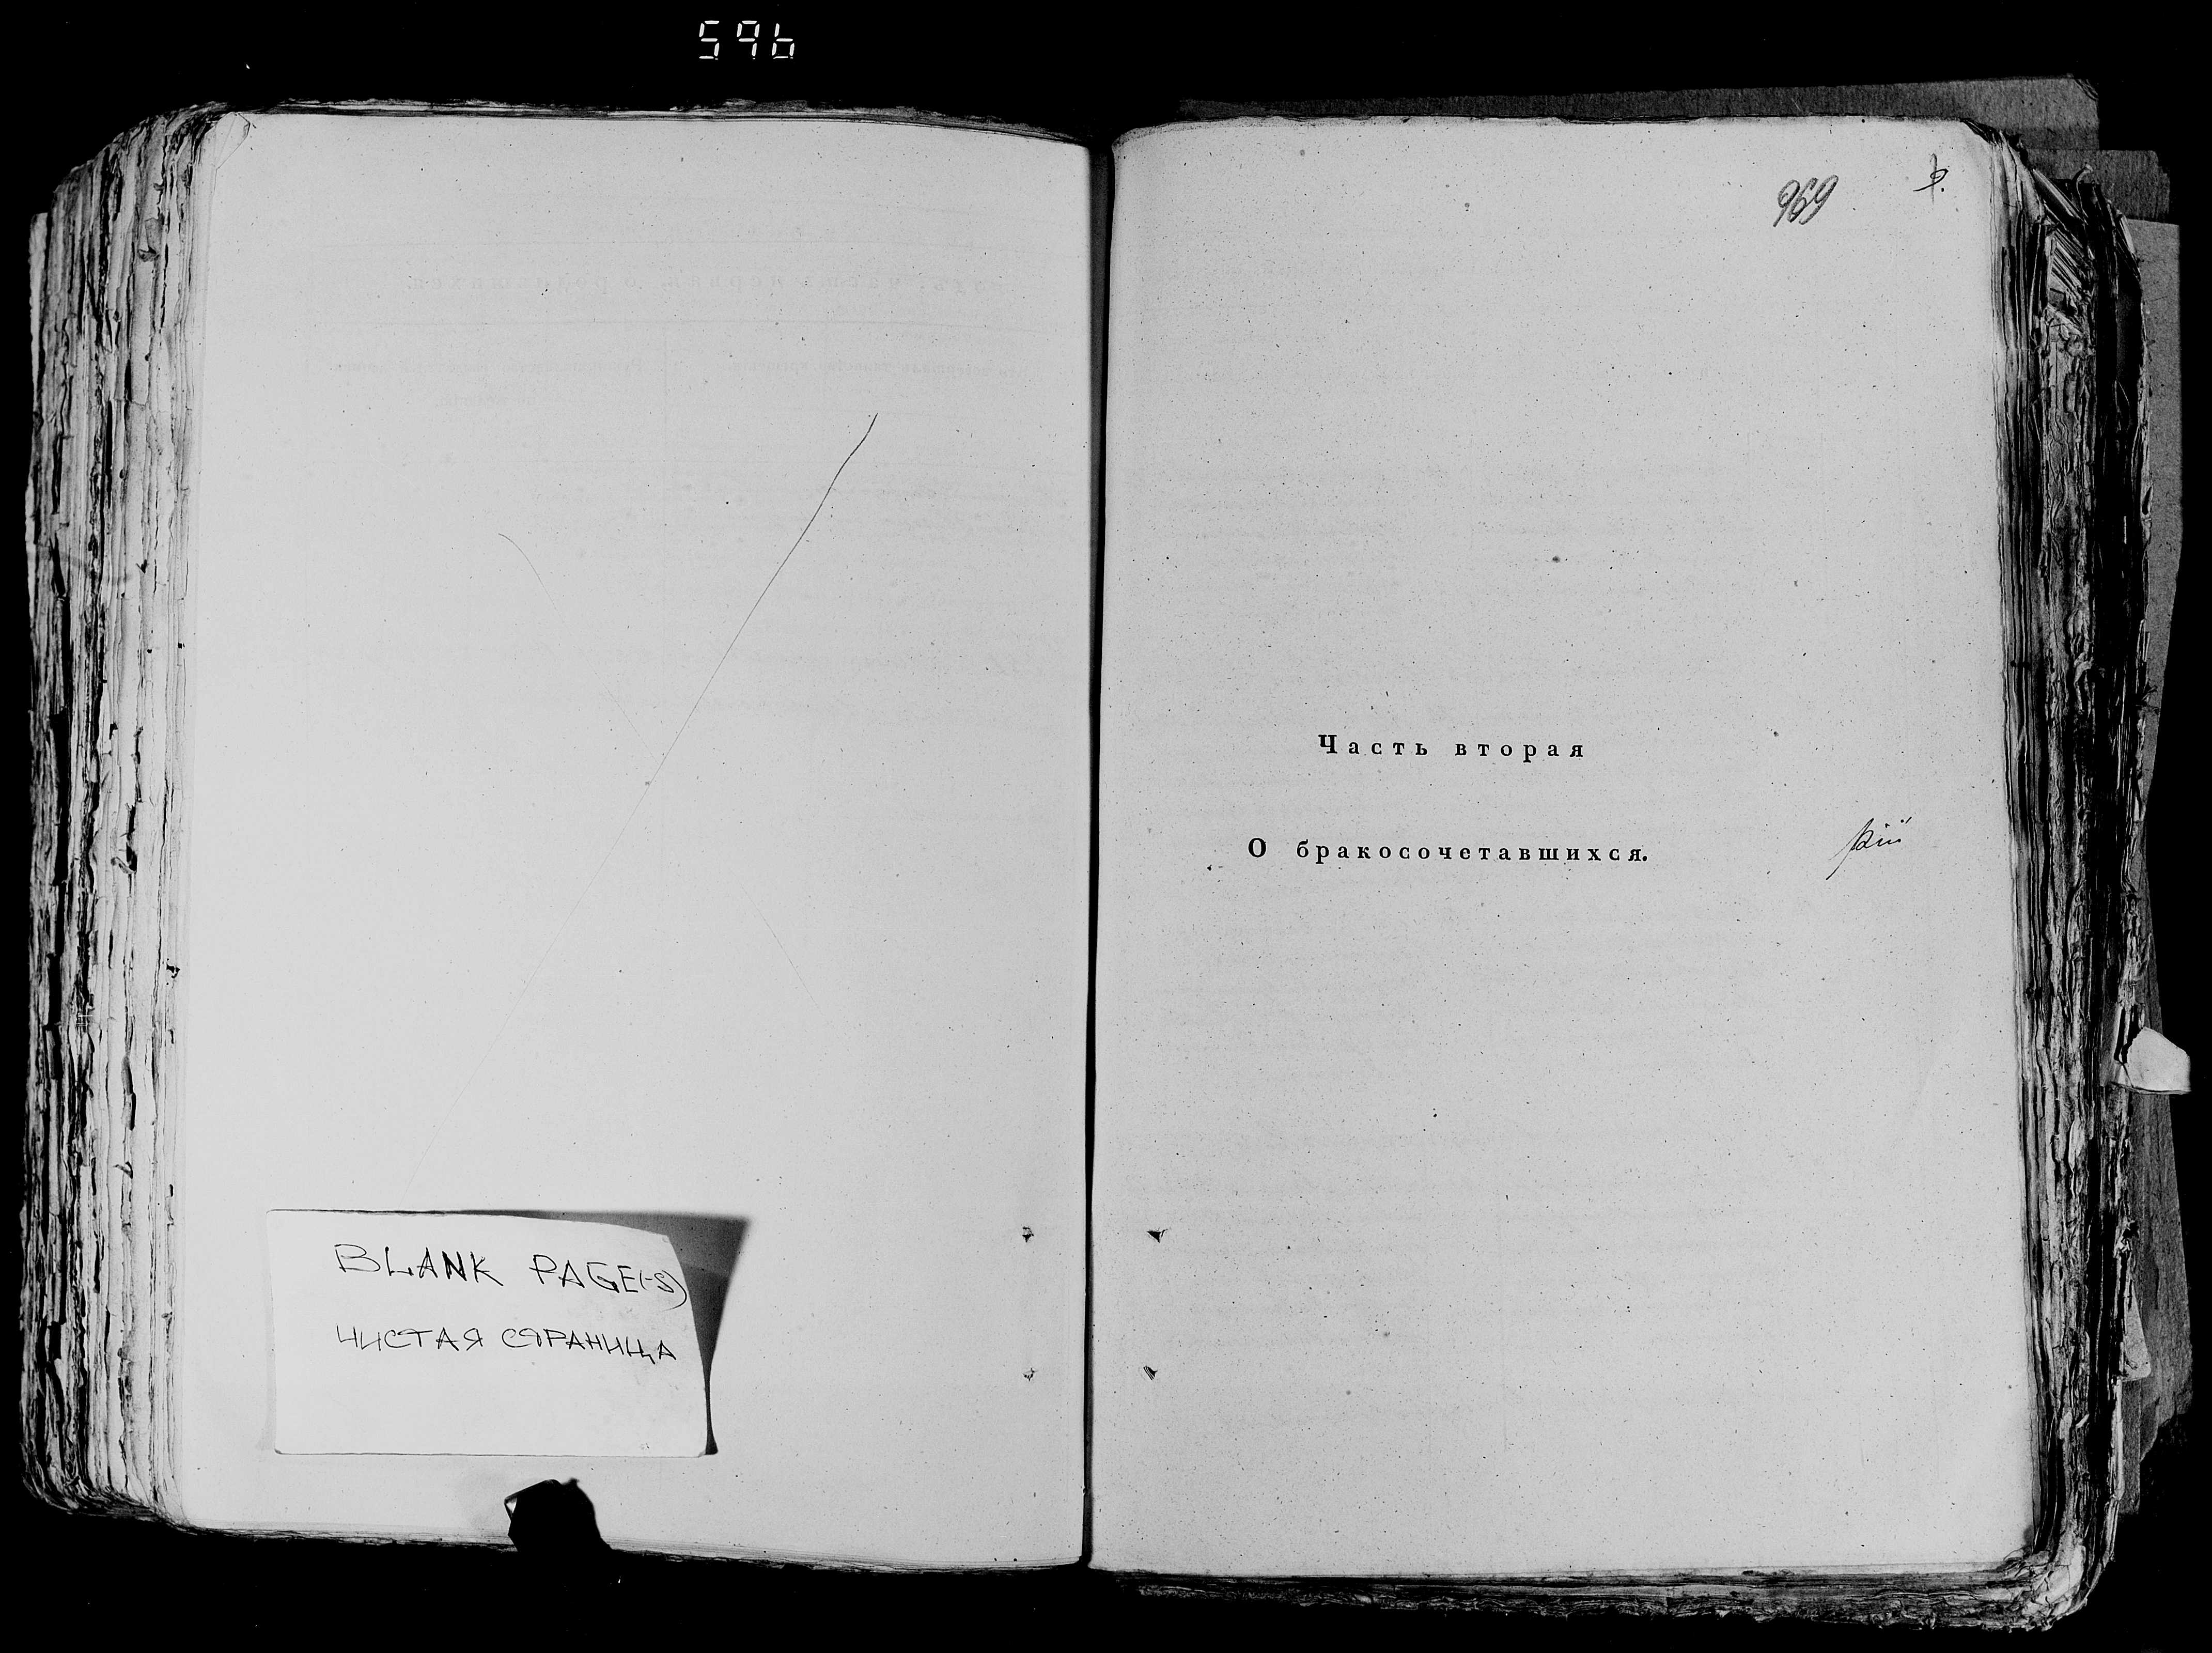 596
BLANK PAGE(-S)
ЧИСТАЯ СТРАНИЦА
969
Часть вторая
О бракосочетавшихся.